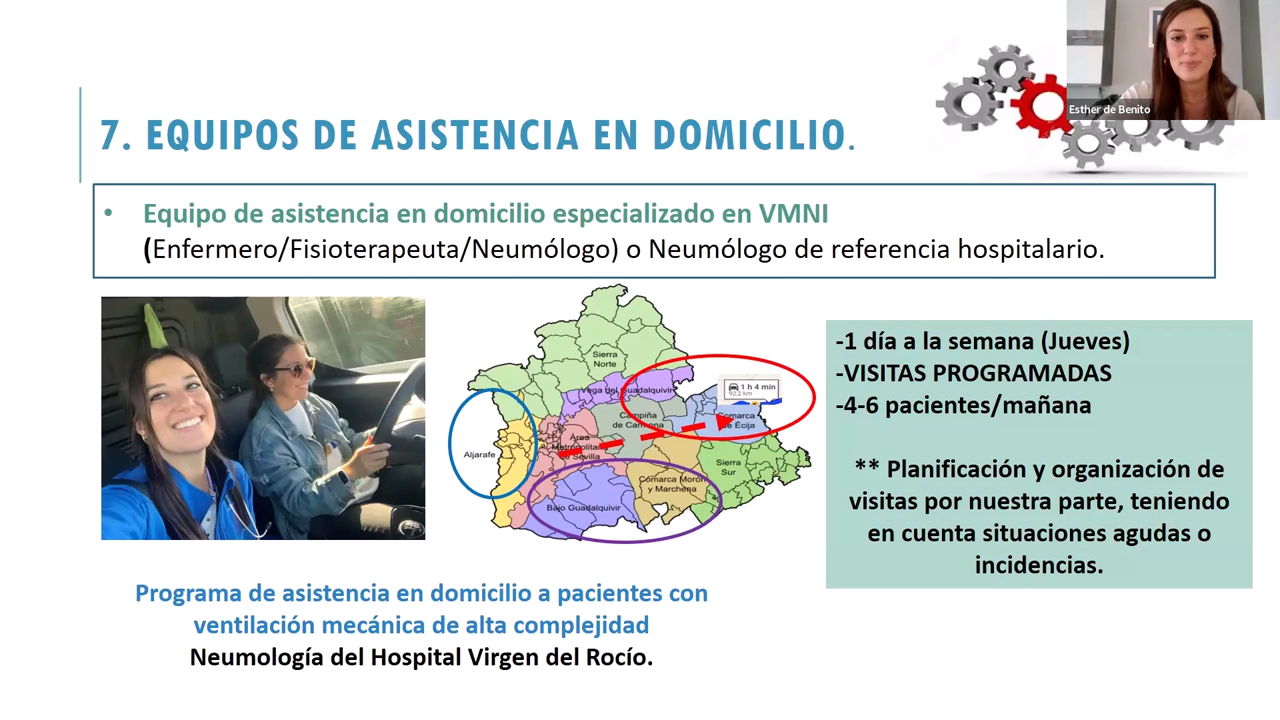 Esther de Benito
7. EQUIPOS DE ASISTENCIA EN DOMICILIO.
• Equipo de asistencia en domicilio especializado en VMNI
(Enfermero/Fisioterapeuta/Neumólogo) o Neumólogo de referencia hospitalario.
Sierra
Norte
Vega del Guadalquivir
1 h 4 min
92,2 km
Campiña
de Carmona
Comarca
de Écija
Área
Metropolitana
de Sevilla
Aljarafe
Sierra
Sur
Comarca Morón
y Marchena
Bajo Guadalquivir
-1 día a la semana (Jueves)
-VISITAS PROGRAMADAS
-4-6 pacientes/mañana
** Planificación y organización de
visitas por nuestra parte, teniendo
en cuenta situaciones agudas o
incidencias.
Programa de asistencia en domicilio a pacientes con
ventilación mecánica de alta complejidad
Neumología del Hospital Virgen del Rocío.